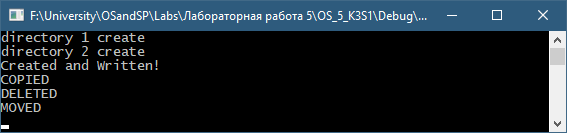 F:\University\OSandSP\Labs\Лабораторная работа 5\OS_5_K3S1\Debug\...
directory 1 create
directory 2 create
Created and Written!
COPIED
DELETED
MOVED